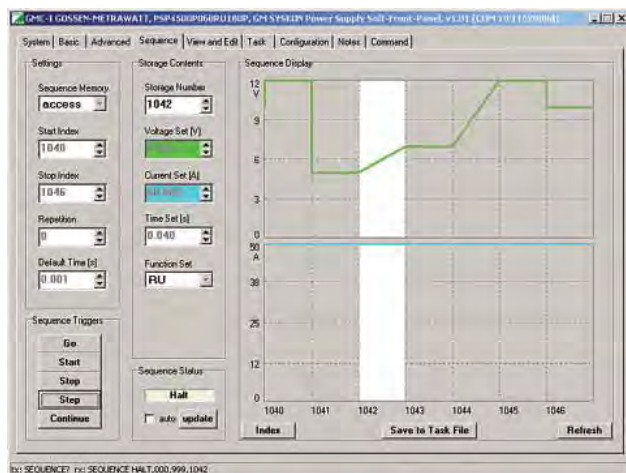 GMC-I GOSSEN-METRAWATT, GM SYSKON Power Supply Soft-Front-Panel, v1.01
System Basic Advanced Sequence View and Edit Task Configuration Notes Command
Settings
Sequence Memory
access
Start Index
1040
Stop Index
1046
Repetition
0
Default Time [s]
0.001
Sequence Triggers
Go
Start
Stop
Step
Continue
Storage Contents
Storage Number
1042
Voltage Set [V]
Current Set [A]
Time Set [s]
0.040
Function Set
RU
Sequence Status
Halt
auto update
Sequence Display
12
V
9
6
3
0
50
A
38
25
12
0
1040 1041 1042 1043 1044 1045 1046
Index Save to Task File Refresh
tx: SEQUENCE? rx: SEQUENCE HALT,000,999,1042